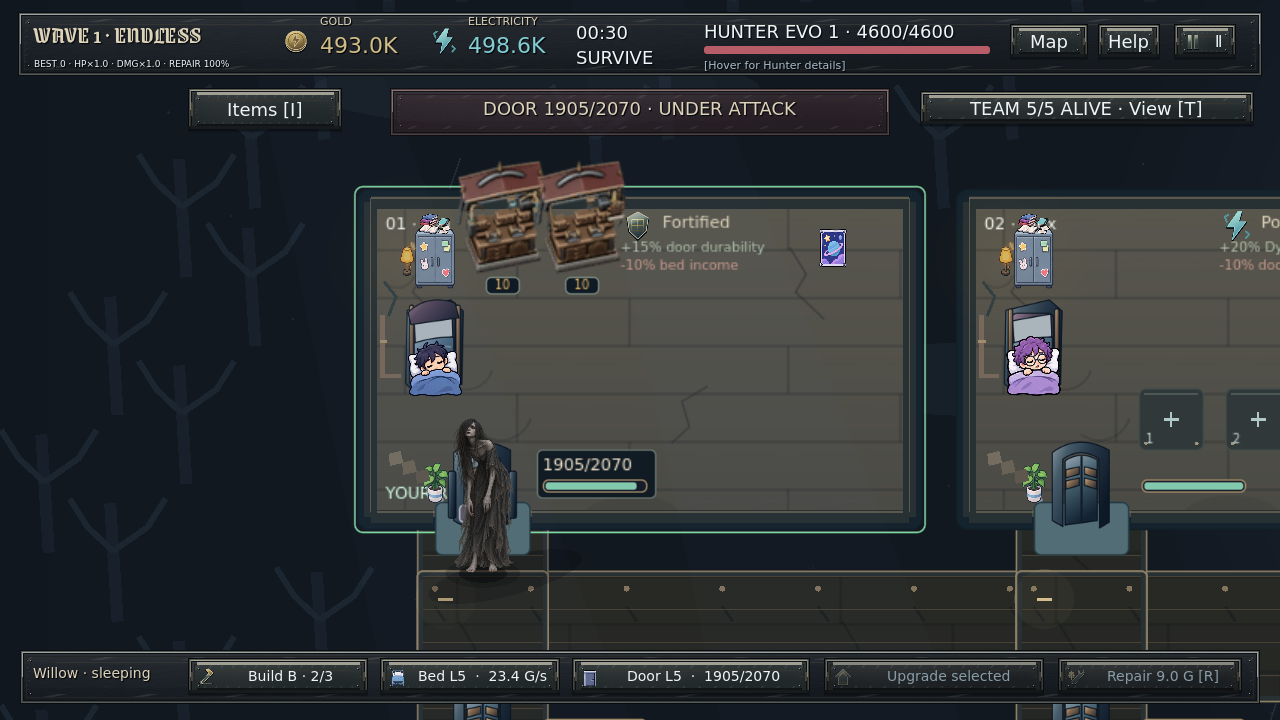 WAVE 1 · ENDLESS
BEST 0 · HP×1.0 · DMG×1.0 · REPAIR 100%
GOLD
493.0K
ELECTRICITY
498.6K
00:30
SURVIVE
HUNTER EVO 1 · 4600/4600
[Hover for Hunter details]
Map
Help
II
Items [I]
DOOR 1905/2070 · UNDER ATTACK
TEAM 5/5 ALIVE · View [T]
01 ·
Fortified
+15% door durability
-10% bed income
10
10
1905/2070
YOUR
02 ·
x
Po
+20% Dy
-10% doo
1
2
Willow · sleeping
Build B · 2/3
Bed L5 · 23.4 G/s
Door L5 · 1905/2070
Upgrade selected
Repair 9.0 G [R]